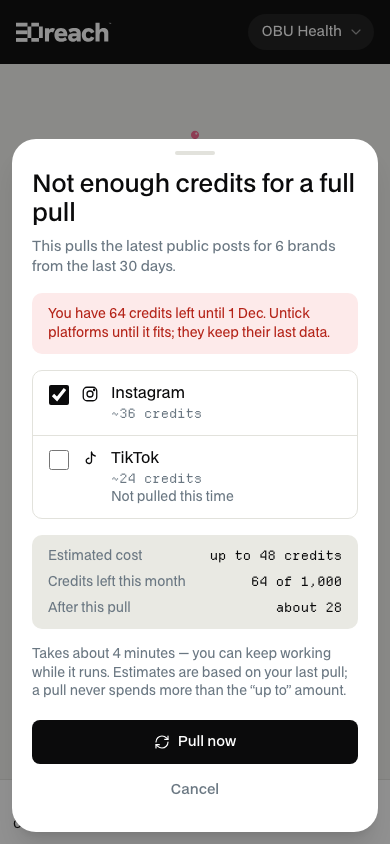 reach
OBU Health
Not enough credits for a full
pull
This pulls the latest public posts for 6 brands
from the last 30 days.
You have 64 credits left until 1 Dec. Untick
platforms until it fits; they keep their last data.
Instagram
~36 credits
TikTok
~24 credits
Not pulled this time
Estimated cost
up to 48 credits
Credits left this month
64 of 1,000
After this pull
about 28
Takes about 4 minutes — you can keep working
while it runs. Estimates are based on your last pull;
a pull never spends more than the “up to” amount.
Pull now
Cancel